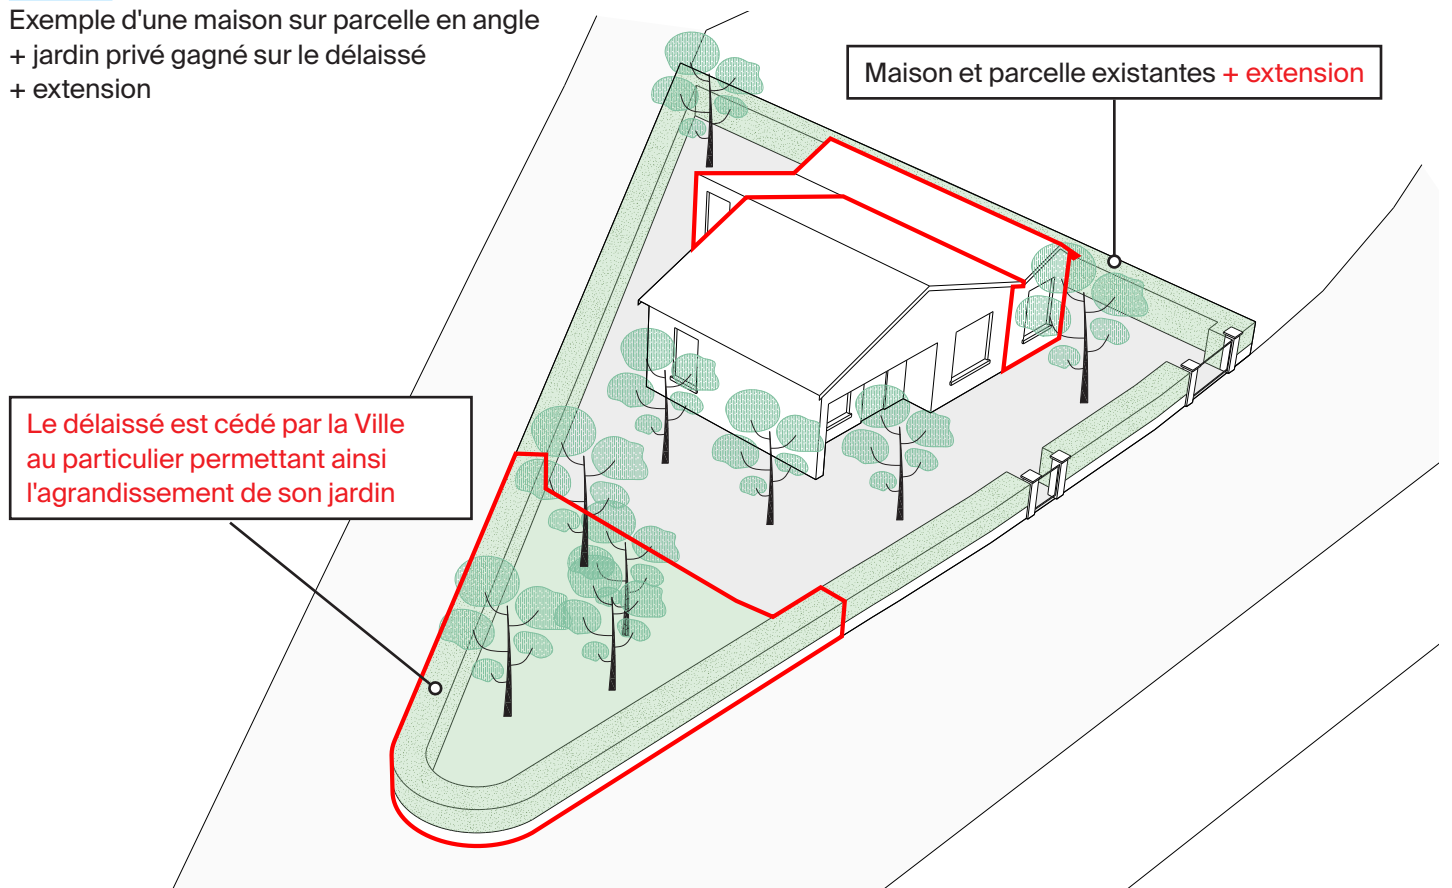 Exemple d'une maison sur parcelle en angle
+ jardin privé gagné sur le délaissé
+ extension
Maison et parcelle existantes + extension
Le délaissé est cédé par la Ville
au particulier permettant ainsi
l'agrandissement de son jardin